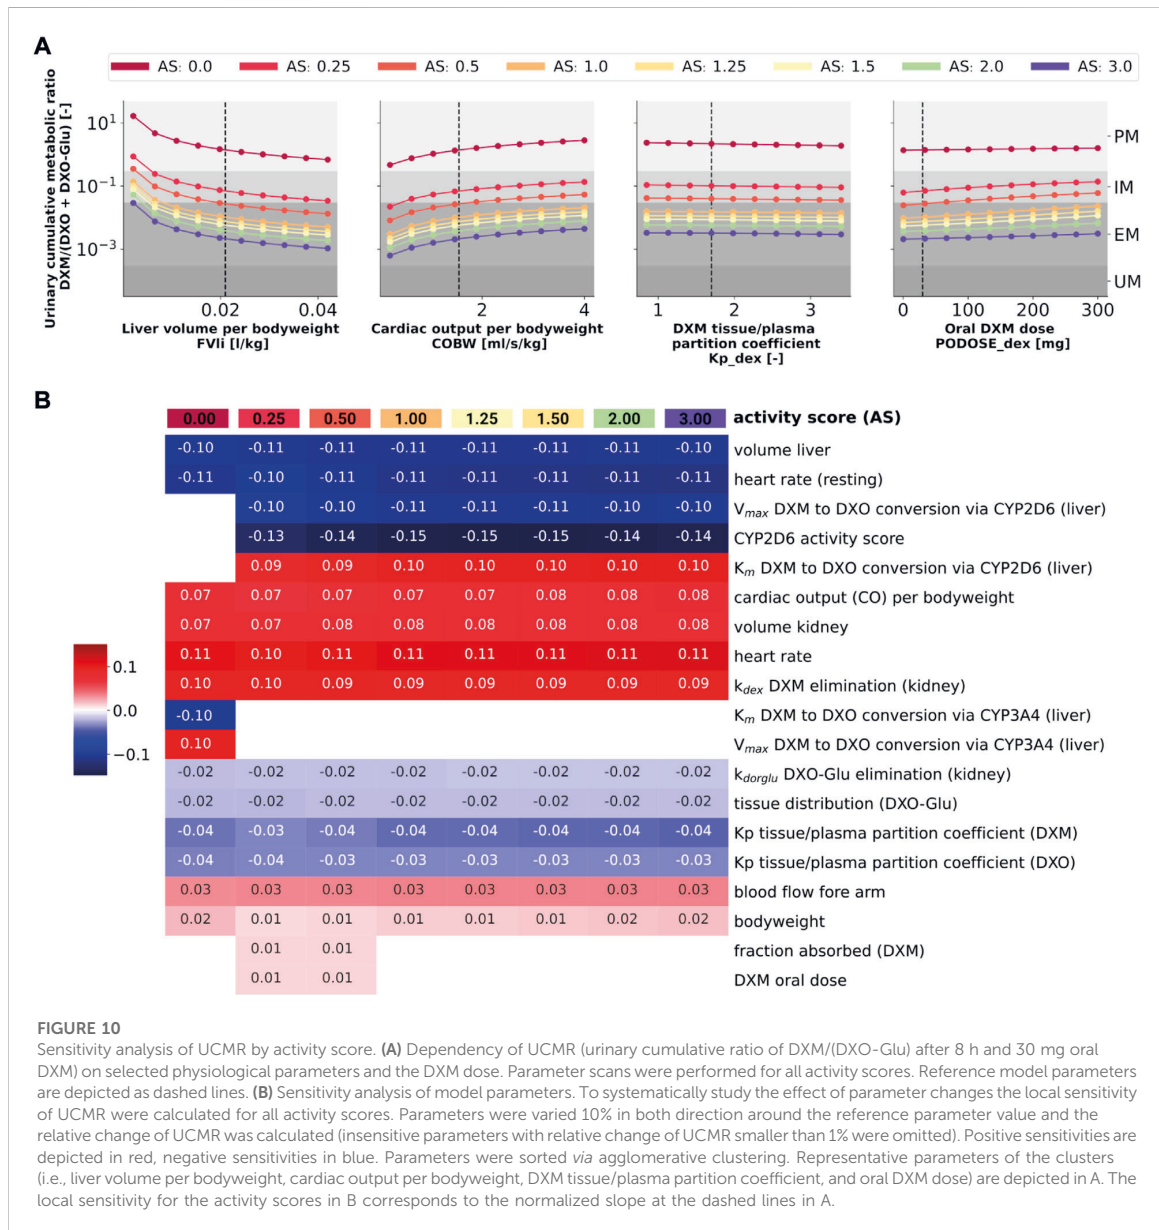 A
AS: 0.0 AS: 0.25 AS: 0.5 AS: 1.0 AS: 1.25 AS: 1.5 AS: 2.0 AS: 3.0
Urinary cumulative metabolic ratio
DXM/(DXO + DXO-Glu) [-]
10¹
10⁻¹
10⁻³
PM
IM
EM
UM
0.02 0.04
Liver volume per bodyweight
FVli [l/kg]
2 4
Cardiac output per bodyweight
COBW [ml/s/kg]
1 2 3
DXM tissue/plasma
partition coefficient
Kp_dex [-]
0 100 200 300
Oral DXM dose
PODOSE_dex [mg]
B
0.00 0.25 0.50 1.00 1.25 1.50 2.00 3.00 activity score (AS)
-0.10 -0.11 -0.11 -0.11 -0.11 -0.11 -0.11 -0.10 volume liver
-0.11 -0.10 -0.11 -0.11 -0.11 -0.11 -0.11 -0.11 heart rate (resting)
-0.10 -0.10 -0.11 -0.11 -0.11 -0.10 -0.10 Vmax DXM to DXO conversion via CYP2D6 (liver)
-0.13 -0.14 -0.15 -0.15 -0.15 -0.14 -0.14 CYP2D6 activity score
0.09 0.09 0.10 0.10 0.10 0.10 0.10 Km DXM to DXO conversion via CYP2D6 (liver)
0.07 0.07 0.07 0.07 0.07 0.08 0.08 0.08 cardiac output (CO) per bodyweight
0.07 0.07 0.08 0.08 0.08 0.08 0.08 0.08 volume kidney
0.11 0.10 0.11 0.11 0.11 0.11 0.11 0.11 heart rate
0.10 0.10 0.09 0.09 0.09 0.09 0.09 0.09 kdex DXM elimination (kidney)
-0.10 Km DXM to DXO conversion via CYP3A4 (liver)
0.10 Vmax DXM to DXO conversion via CYP3A4 (liver)
-0.02 -0.02 -0.02 -0.02 -0.02 -0.02 -0.02 -0.02 kdorglu DXO-Glu elimination (kidney)
-0.02 -0.02 -0.02 -0.02 -0.02 -0.02 -0.02 -0.02 tissue distribution (DXO-Glu)
-0.04 -0.03 -0.04 -0.04 -0.04 -0.04 -0.04 -0.04 Kp tissue/plasma partition coefficient (DXM)
-0.04 -0.04 -0.03 -0.03 -0.03 -0.03 -0.03 -0.03 Kp tissue/plasma partition coefficient (DXO)
0.03 0.03 0.03 0.03 0.03 0.03 0.03 0.03 blood flow fore arm
0.02 0.01 0.01 0.01 0.01 0.01 0.02 0.02 bodyweight
0.01 0.01 fraction absorbed (DXM)
0.01 0.01 DXM oral dose
0.1
0.0
−0.1
FIGURE 10
Sensitivity analysis of UCMR by activity score. (A) Dependency of UCMR (urinary cumulative ratio of DXM/(DXO-Glu) after 8 h and 30 mg oral
DXM) on selected physiological parameters and the DXM dose. Parameter scans were performed for all activity scores. Reference model parameters
are depicted as dashed lines. (B) Sensitivity analysis of model parameters. To systematically study the effect of parameter changes the local sensitivity
of UCMR were calculated for all activity scores. Parameters were varied 10% in both direction around the reference parameter value and the
relative change of UCMR was calculated (insensitive parameters with relative change of UCMR smaller than 1% were omitted). Positive sensitivities are
depicted in red, negative sensitivities in blue. Parameters were sorted via agglomerative clustering. Representative parameters of the clusters
(i.e., liver volume per bodyweight, cardiac output per bodyweight, DXM tissue/plasma partition coefficient, and oral DXM dose) are depicted in A. The
local sensitivity for the activity scores in B corresponds to the normalized slope at the dashed lines in A.